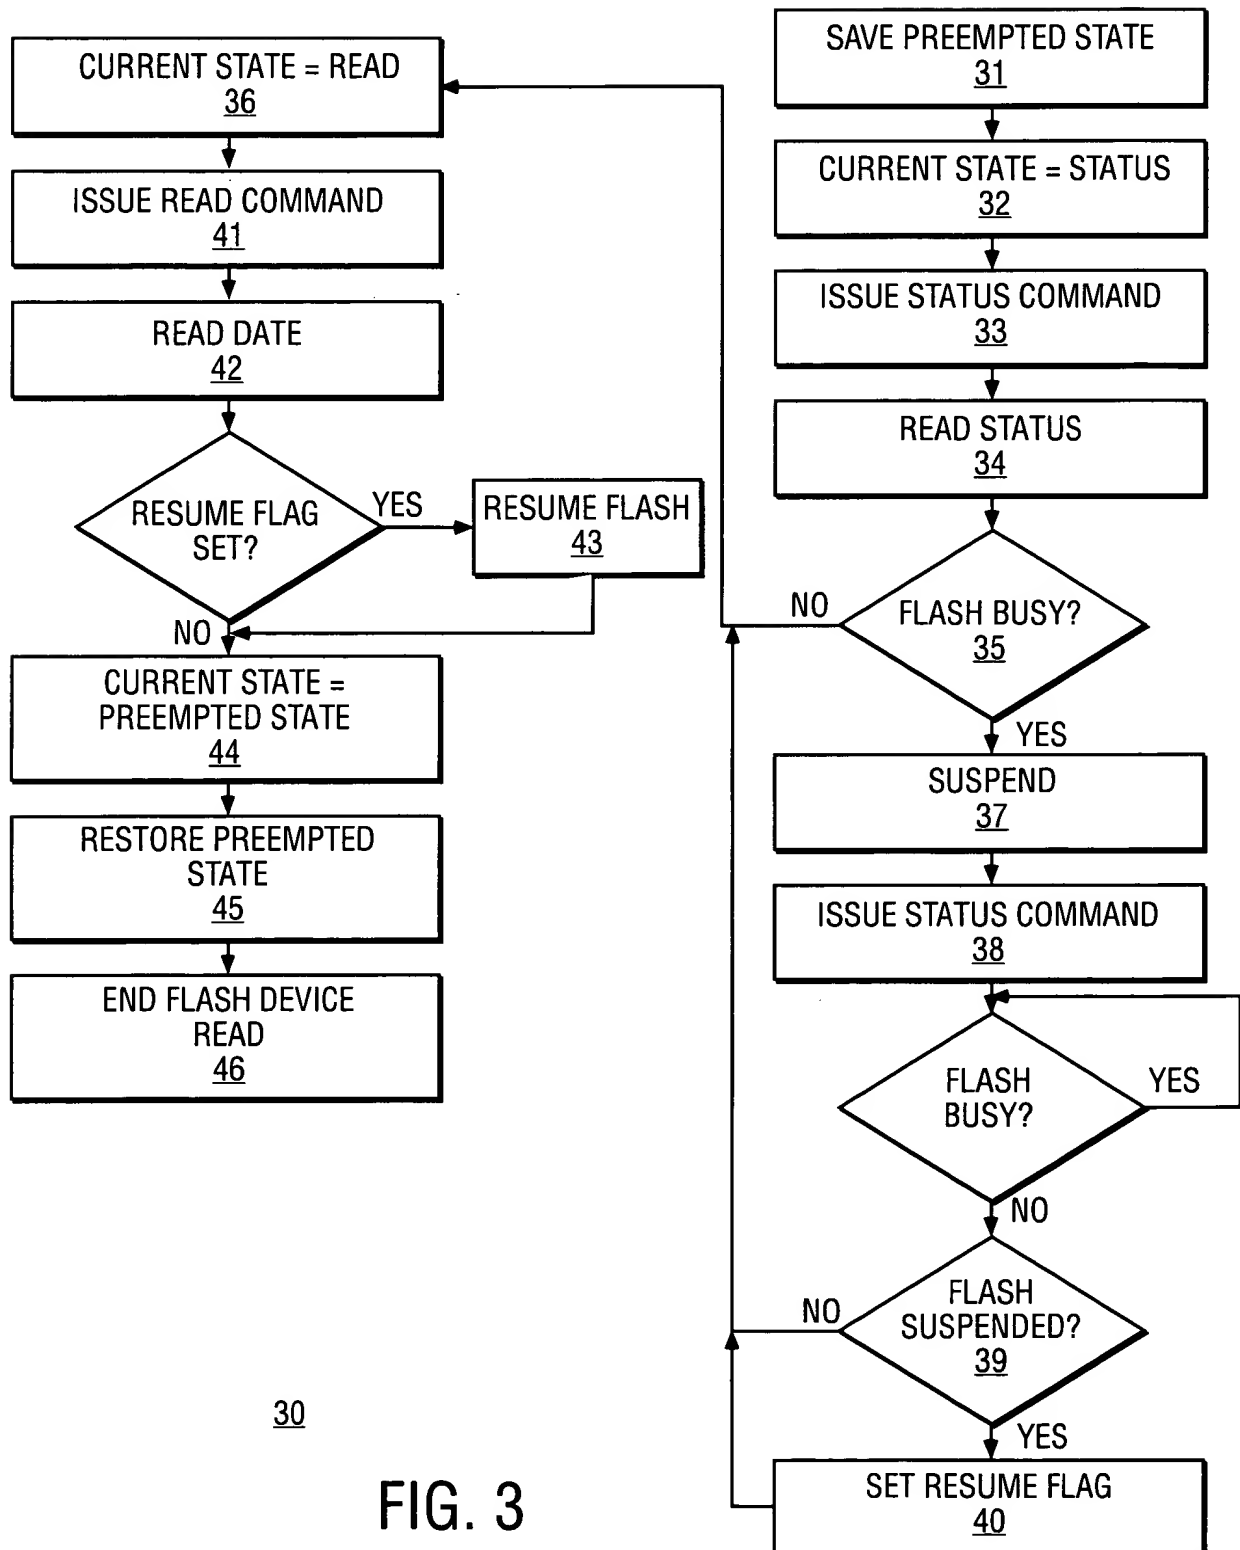 SAVE PREEMPTED STATE
31
CURRENT STATE = STATUS
32
ISSUE STATUS COMMAND
33
READ STATUS
34
FLASH BUSY?
35
NO
YES
SUSPEND
37
ISSUE STATUS COMMAND
38
FLASH
BUSY?
YES
NO
FLASH
SUSPENDED?
39
NO
YES
SET RESUME FLAG
40
CURRENT STATE = READ
36
ISSUE READ COMMAND
41
READ DATE
42
RESUME FLAG
SET?
YES
RESUME FLASH
43
NO
CURRENT STATE =
PREEMPTED STATE
44
RESTORE PREEMPTED
STATE
45
END FLASH DEVICE
READ
46
30
FIG. 3